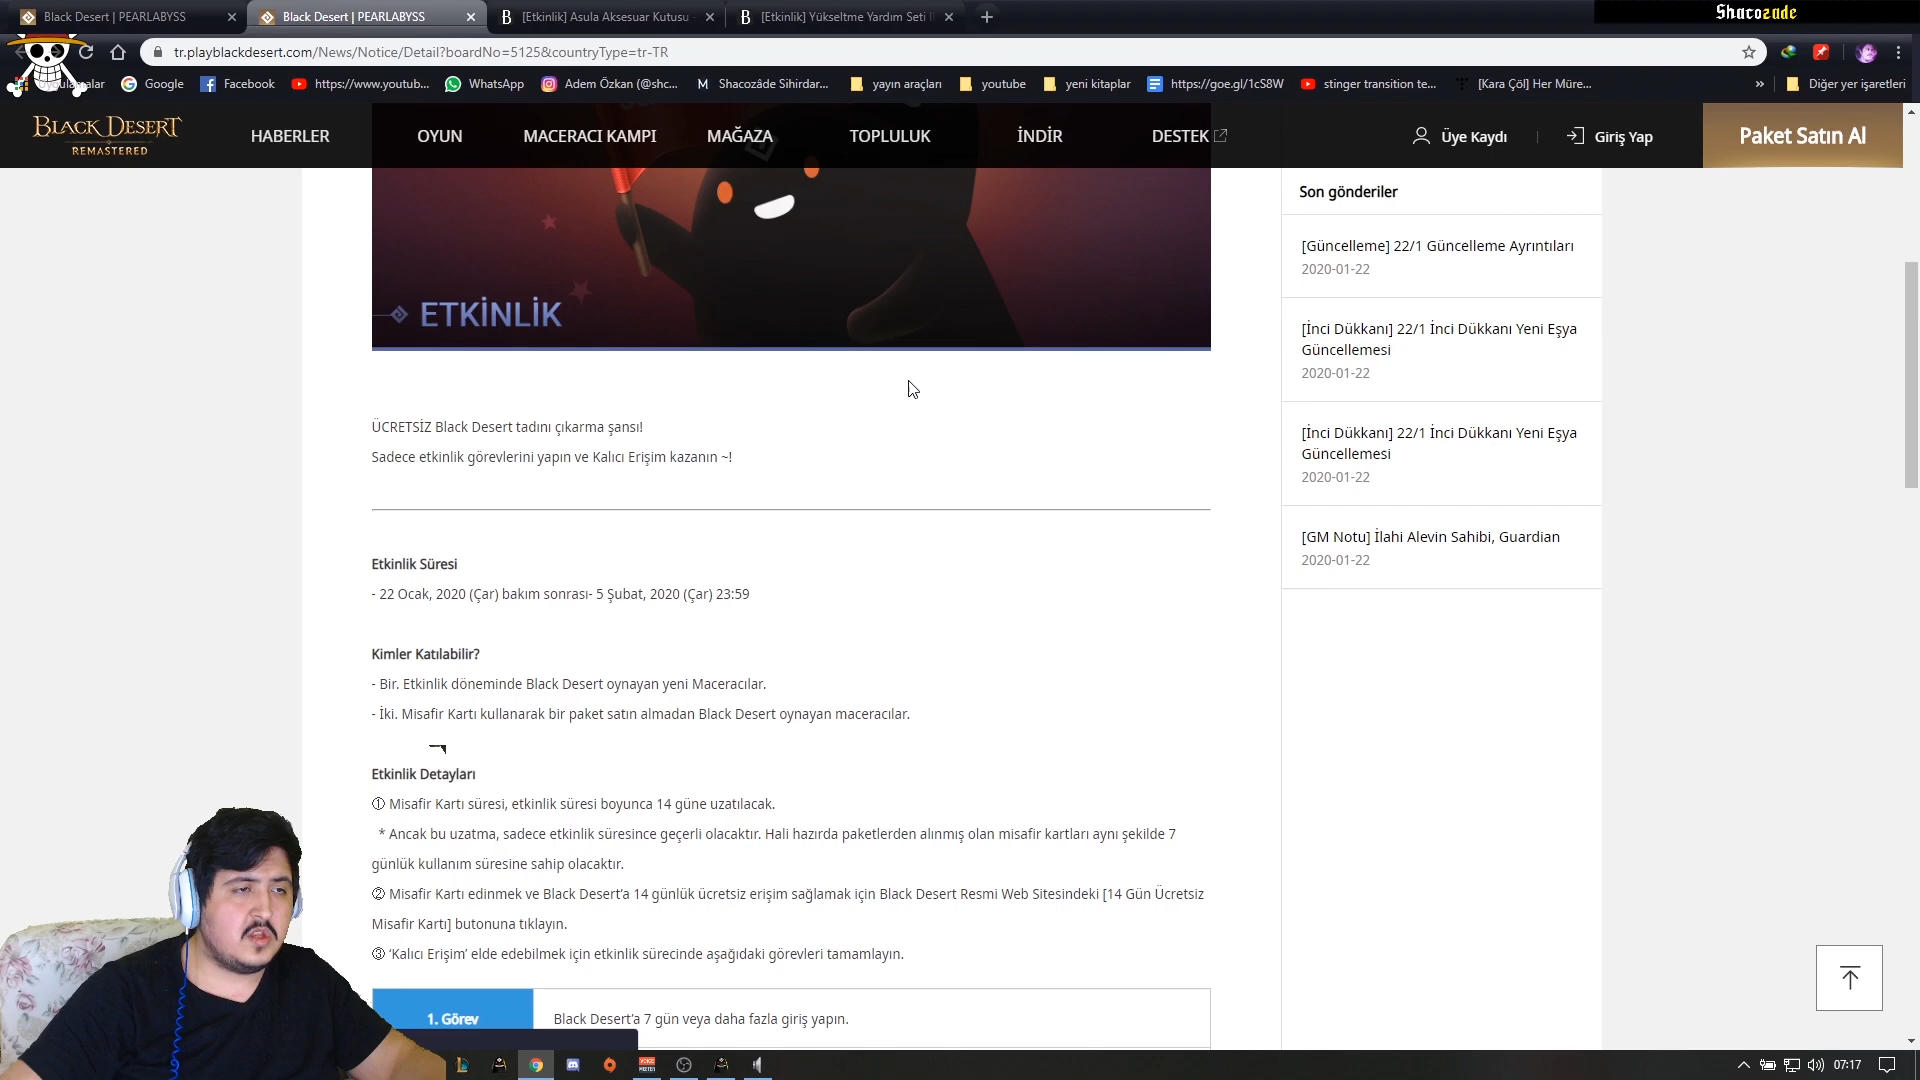 Black Desert | PEARLABYSS
Black Desert | PEARLABYSS
[Etkinlik] Asula Aksesuar Kutusu
[Etkinlik] Yükseltme Yardım Seti
Shacozade
tr.playblackdesert.com/News/Notice/Detail?boardNo=5125&countryType=tr-TR
Google
Facebook
https://www.youtub...
WhatsApp
Adem Özkan (@shc...
Shacozâde Sihirdar...
yayın araçları
youtube
yeni kitaplar
https://goe.gl/1cS8W
stinger transition te...
[Kara Çöl] Her Müre...
»
Diğer yer işaretleri
BLACK DESERT
REMASTERED
HABERLER
OYUN
MACERACI KAMPI
MAĞAZA
TOPLULUK
İNDİR
DESTEK
Üye Kaydı
Giriş Yap
Paket Satın Al
ETKİNLİK
ÜCRETSİZ Black Desert tadını çıkarma şansı!
Sadece etkinlik görevlerini yapın ve Kalıcı Erişim kazanın ~!
Etkinlik Süresi
- 22 Ocak, 2020 (Çar) bakım sonrası- 5 Şubat, 2020 (Çar) 23:59
Kimler Katılabilir?
- Bir. Etkinlik döneminde Black Desert oynayan yeni Maceracılar.
- İki. Misafir Kartı kullanarak bir paket satın almadan Black Desert oynayan maceracılar.
Etkinlik Detayları
① Misafir Kartı süresi, etkinlik süresi boyunca 14 güne uzatılacak.
* Ancak bu uzatma, sadece etkinlik süresince geçerli olacaktır. Hali hazırda paketlerden alınmış olan misafir kartları aynı şekilde 7
günlük kullanım süresine sahip olacaktır.
② Misafir Kartı edinmek ve Black Desert'a 14 günlük ücretsiz erişim sağlamak için Black Desert Resmi Web Sitesindeki [14 Gün Ücretsiz
Misafir Kartı] butonuna tıklayın.
③ 'Kalıcı Erişim' elde edebilmek için etkinlik sürecinde aşağıdaki görevleri tamamlayın.
1. Görev
Black Desert'a 7 gün veya daha fazla giriş yapın.
Son gönderiler
[Güncelleme] 22/1 Güncelleme Ayrıntıları
2020-01-22
[İnci Dükkanı] 22/1 İnci Dükkanı Yeni Eşya
Güncellemesi
2020-01-22
[İnci Dükkanı] 22/1 İnci Dükkanı Yeni Eşya
Güncellemesi
2020-01-22
[GM Notu] İlahi Alevin Sahibi, Guardian
2020-01-22
07:17